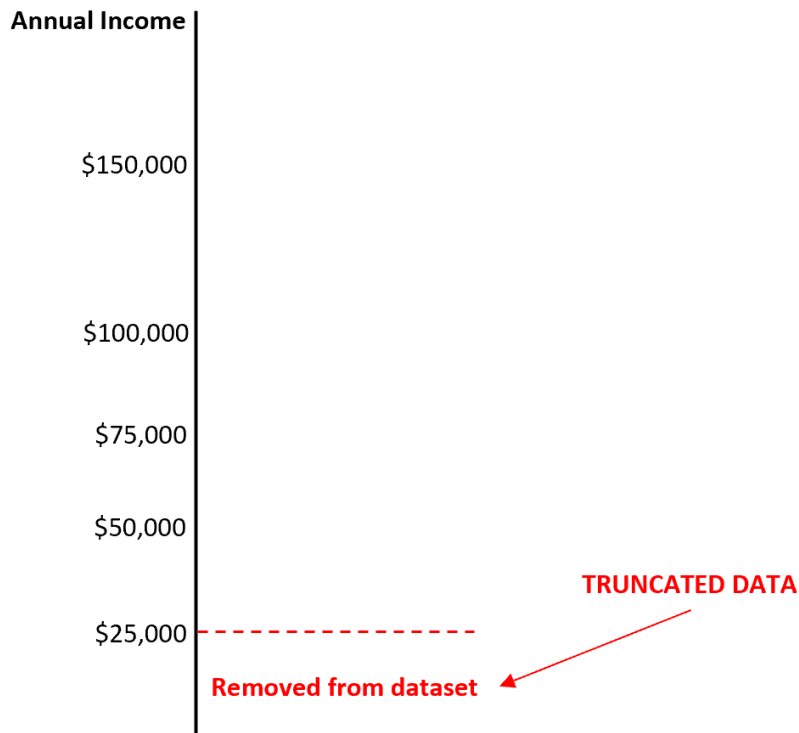 Annual Income
$150,000
$100,000
$75,000
$50,000
TRUNCATED DATA
$25,000
Removed from dataset